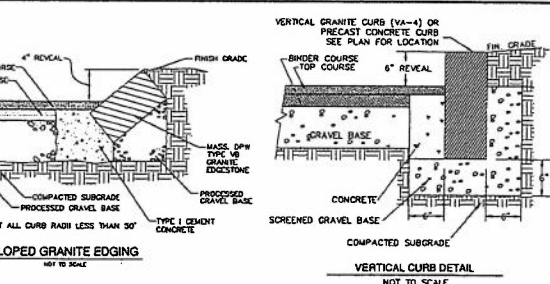 4" REVEAL
FINISH GRADE
MASS. DPW
TYPE VB
GRANITE
EDGESTONE
PROCESSED
GRAVEL BASE
COMPACTED SUBGRADE
PROCESSED GRAVEL BASE
TYPE I CEMENT
CONCRETE
T ALL CURB RADII LESS THAN 30'
LOPED GRANITE EDGING
NOT TO SCALE
VERTICAL GRANITE CURB (VA-4) OR
PRECAST CONCRETE CURB
SEE PLAN FOR LOCATION
FIN. GRADE
BINDER COURSE
TOP COURSE
6" REVEAL
GRAVEL BASE
CONCRETE
SCREENED GRAVEL BASE
6"
6"
COMPACTED SUBGRADE
VERTICAL CURB DETAIL
NOT TO SCALE